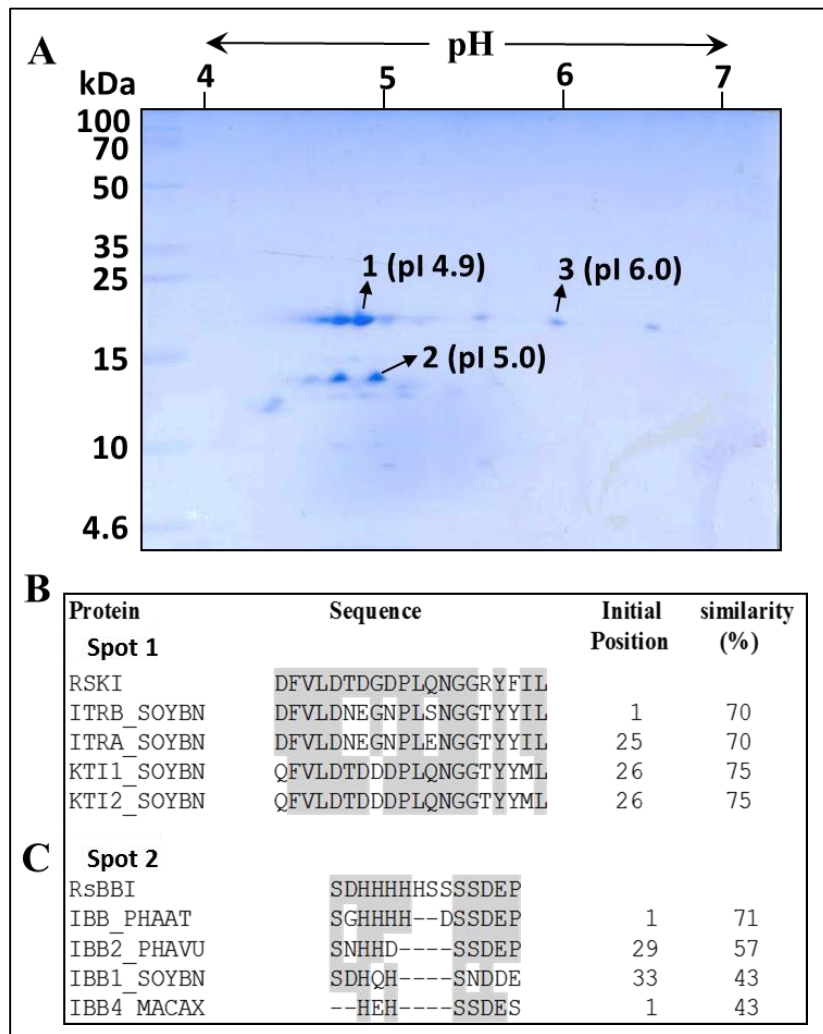 A
pH
4 5 6 7
kDa
100
70
50
35
25
15
10
4.6
1 (pI 4.9)
3 (pI 6.0)
2 (pI 5.0)
B
Protein Sequence Initial Position similarity (%)
Spot 1
RSKI DFVLDTDGDPLQNGGRYFIL
ITRB_SOYBN DFVLDNEGNPLSNGGTYYIL 1 70
ITRA_SOYBN DFVLDNEGNPLENGGTYYIL 25 70
KTI1_SOYBN QFVLDTDDDPLQNGGTYYML 26 75
KTI2_SOYBN QFVLDTDDDPLQNGGTYYML 26 75
C
Spot 2
RsBBI SDHHHHHSSSSDEP
IBB_PHAAT SGHHHH--DSSDEP 1 71
IBB2_PHAVU SNHHD----SSDEP 29 57
IBB1_SOYBN SDHQH----SNDDE 33 43
IBB4_MACAX --HEH----SSDES 1 43